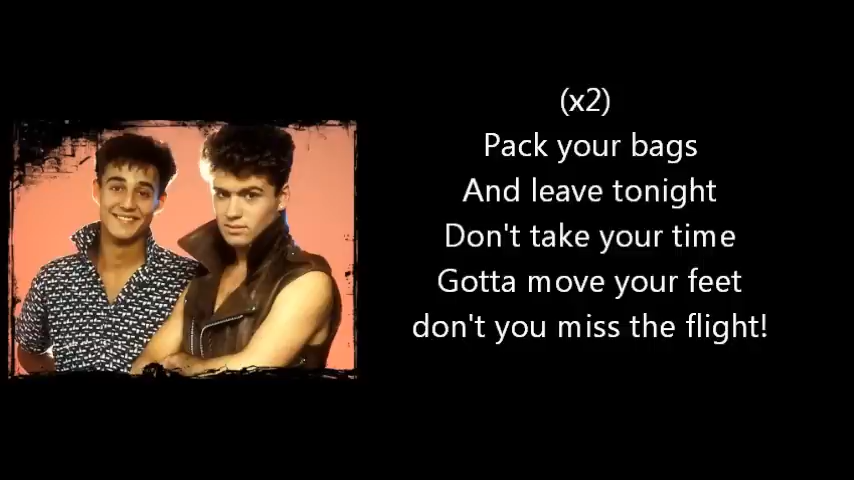 (x2)
Pack your bags
And leave tonight
Don't take your time
Gotta move your feet
don't you miss the flight!